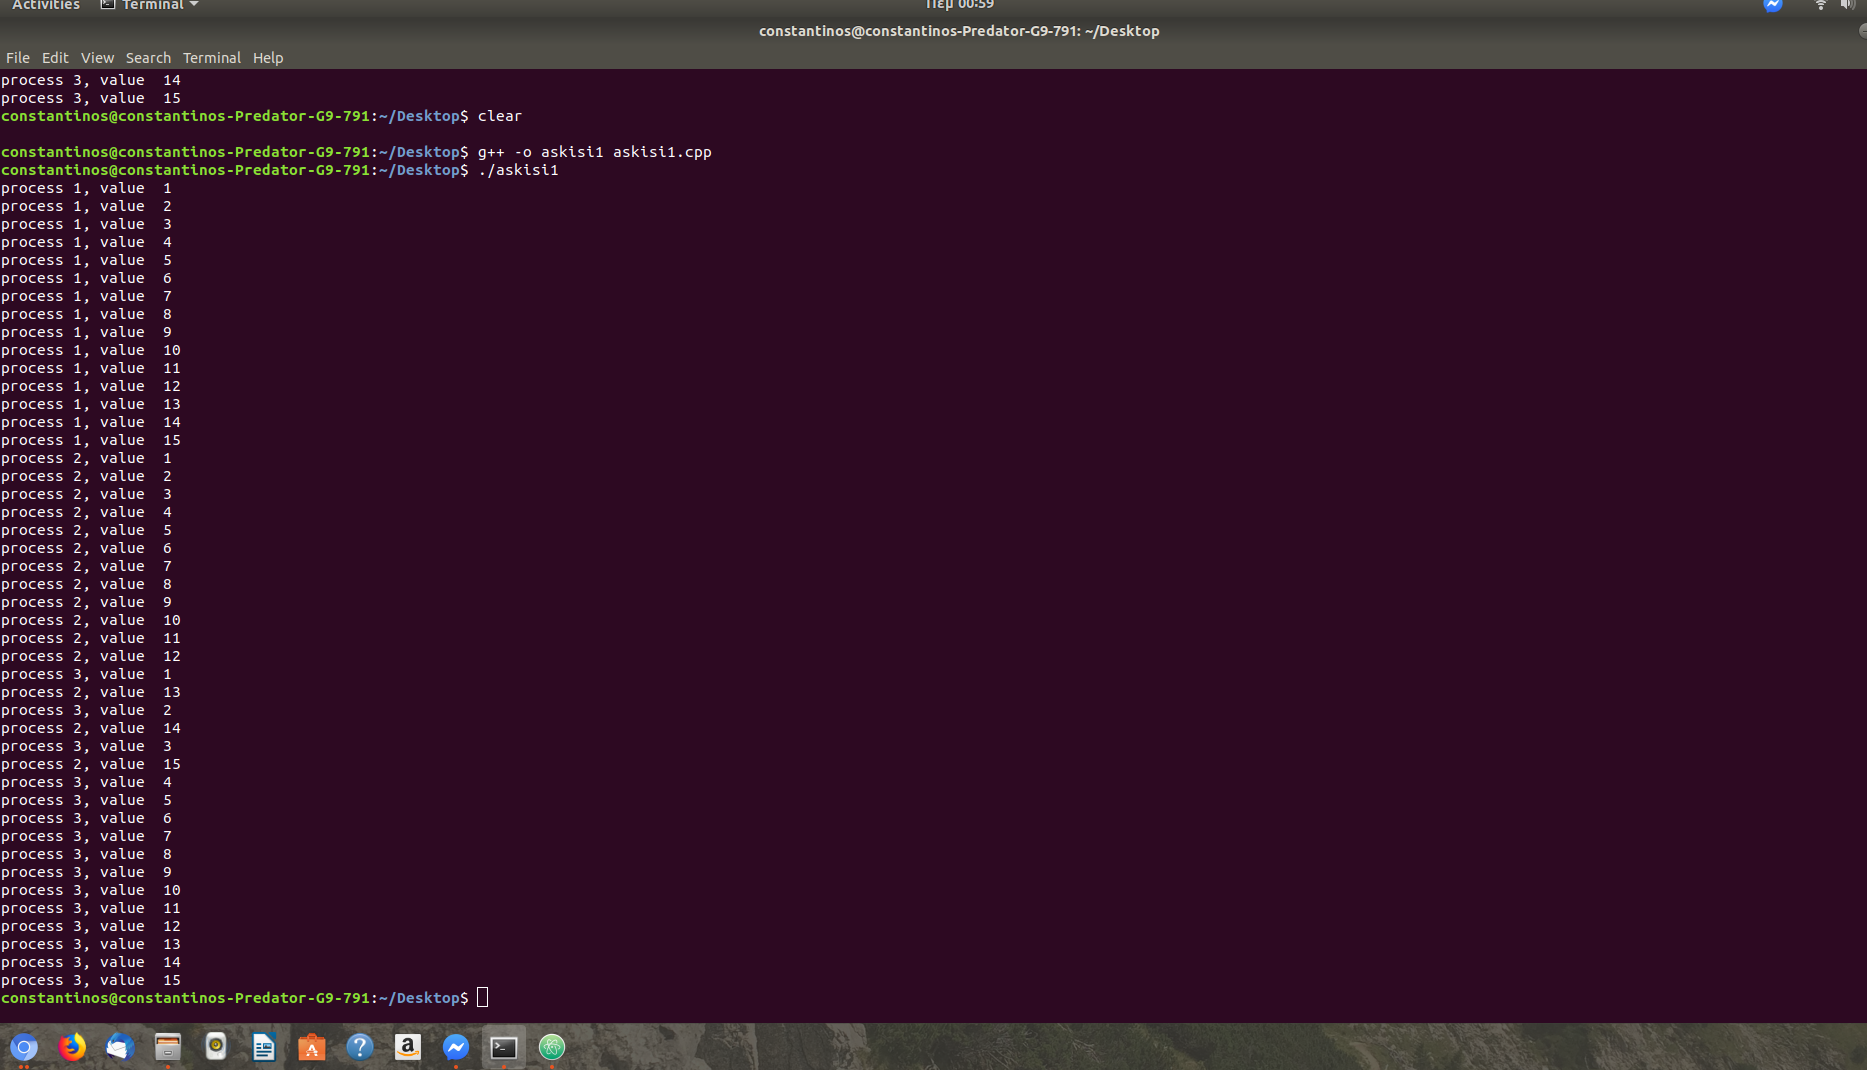 Activities Terminal Πεμ 00:59
constantinos@constantinos-Predator-G9-791: ~/Desktop
File Edit View Search Terminal Help
process 3, value  14
process 3, value  15
constantinos@constantinos-Predator-G9-791:~/Desktop$ clear
constantinos@constantinos-Predator-G9-791:~/Desktop$ g++ -o askisi1 askisi1.cpp
constantinos@constantinos-Predator-G9-791:~/Desktop$ ./askisi1
process 1, value  1
process 1, value  2
process 1, value  3
process 1, value  4
process 1, value  5
process 1, value  6
process 1, value  7
process 1, value  8
process 1, value  9
process 1, value  10
process 1, value  11
process 1, value  12
process 1, value  13
process 1, value  14
process 1, value  15
process 2, value  1
process 2, value  2
process 2, value  3
process 2, value  4
process 2, value  5
process 2, value  6
process 2, value  7
process 2, value  8
process 2, value  9
process 2, value  10
process 2, value  11
process 2, value  12
process 3, value  1
process 2, value  13
process 3, value  2
process 2, value  14
process 3, value  3
process 2, value  15
process 3, value  4
process 3, value  5
process 3, value  6
process 3, value  7
process 3, value  8
process 3, value  9
process 3, value  10
process 3, value  11
process 3, value  12
process 3, value  13
process 3, value  14
process 3, value  15
constantinos@constantinos-Predator-G9-791:~/Desktop$